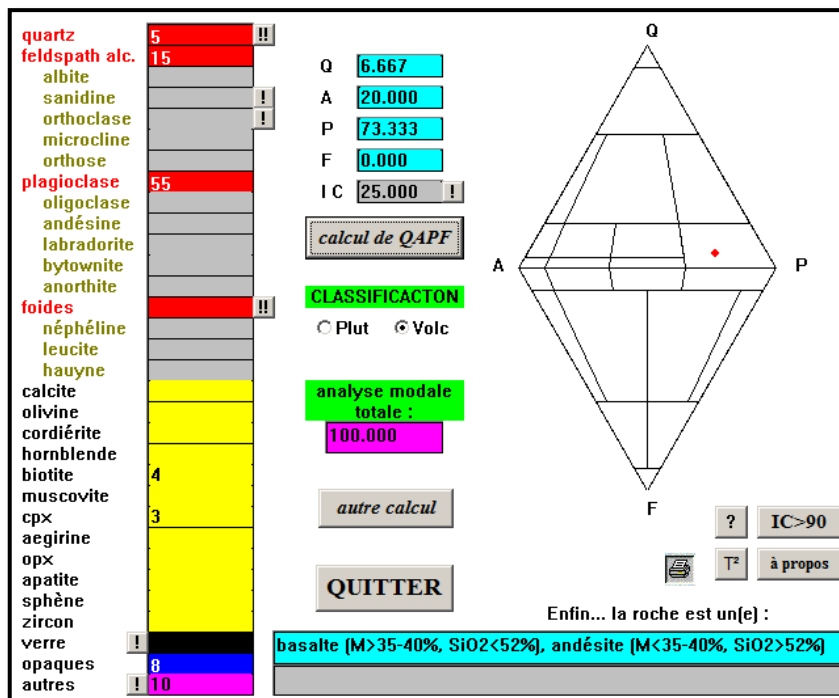 quartz 5 !!
feldspath alc. 15
albite
sanidine !
orthoclase !
microcline
orthose
plagioclase 55
oligoclase
andésine
labradorite
bytownite
anorthite
foides !!
néphéline
leucite
hauyne
calcite
olivine
cordiérite
hornblende
biotite 4
muscovite
cpx 3
aegirine
opx
apatite
sphène
zircon
verre !
opaques 8
autres ! 10
Q 6.667
A 20.000
P 73.333
F 0.000
I C 25.000 !
calcul de QAPF
CLASSIFICACTON
Plut Volc
analyse modale
totale :
100.000
autre calcul
QUITTER
Q
A P
F
? IC>90
T² à propos
Enfin... la roche est un(e) :
basalte (M>35-40%, SiO2<52%), andésite (M<35-40%, SiO2>52%)